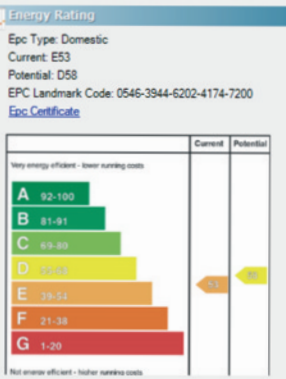 Energy Rating
Epc Type: Domestic
Current: E53
Potential: D58
EPC Landmark Code: 0546-3944-6202-4174-7200
Epc Certificate
Current Potential
Very energy efficient - lower running costs
A 92-100
B 81-91
C 69-80
D
E 39-54
F 21-38
G 1-20
Not energy efficient - higher running costs